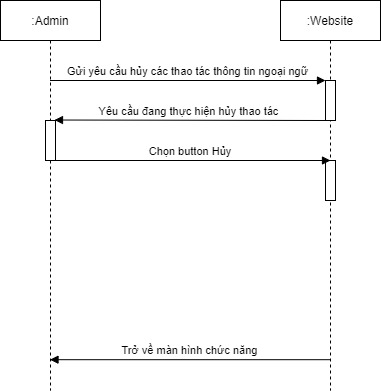 :Admin
:Website
Gửi yêu cầu hủy các thao tác thông tin ngoại ngữ
Yêu cầu đang thực hiện hủy thao tác
Chọn button Hủy
Trở về màn hình chức năng